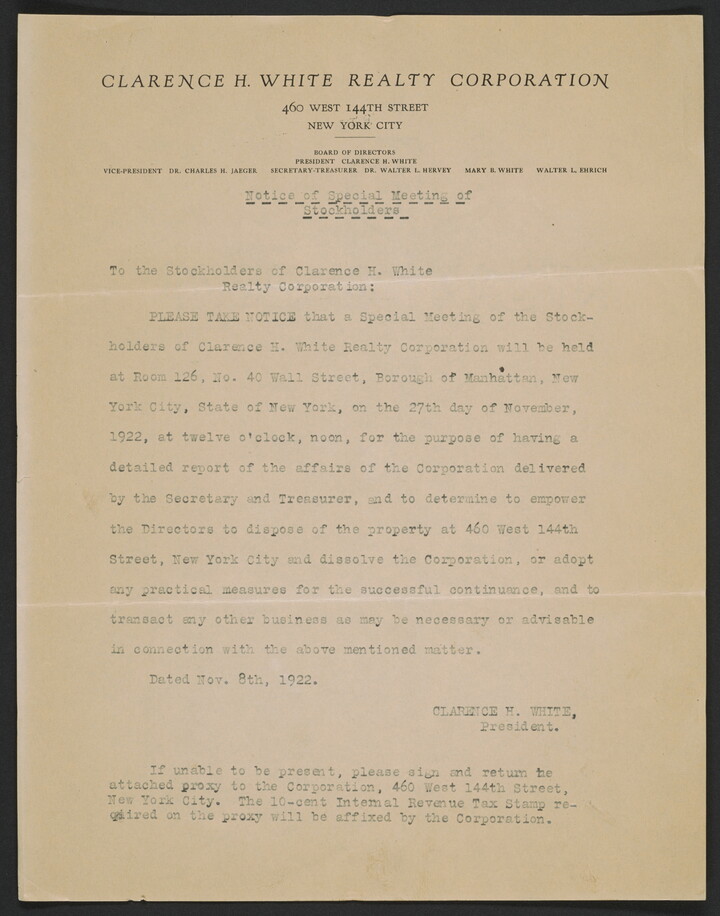 CLARENCE H. WHITE REALTY CORPORATION
460 WEST 144TH STREET
NEW YORK CITY
BOARD OF DIRECTORS
PRESIDENT CLARENCE H. WHITE
VICE-PRESIDENT DR. CHARLES H. JAEGER SECRETARY-TREASURER DR. WALTER L. HERVEY MARY B. WHITE WALTER L. EHRICH
Notice of Special Meeting of
Stockholders
To the Stockholders of Clarence H. White
Realty Corporation:
PLEASE TAKE NOTICE that a Special Meeting of the Stock-
holders of Clarence H. White Realty Corporation will be held
at Room 126, No. 40 Wall Street, Borough of Manhattan, New
York City, State of New York, on the 27th day of November,
1922, at twelve o'clock, noon, for the purpose of having a
detailed report of the affairs of the Corporation delivered
by the Secretary and Treasurer, and to determine to empower
the Directors to dispose of the property at 460 West 144th
Street, New York City and dissolve the Corporation, or adopt
any practical measures for the successful continuance, and to
transact any other business as may be necessary or advisable
in connection with the above mentioned matter.
Dated Nov. 8th, 1922.
CLARENCE H. WHITE,
President.
If unable to be present, please sign and return he
attached proxy to the Corporation, 460 West 144th Street,
New York City. The 10-cent Internal Revenue Tax Stamp re-
quired on the proxy will be affixed by the Corporation.